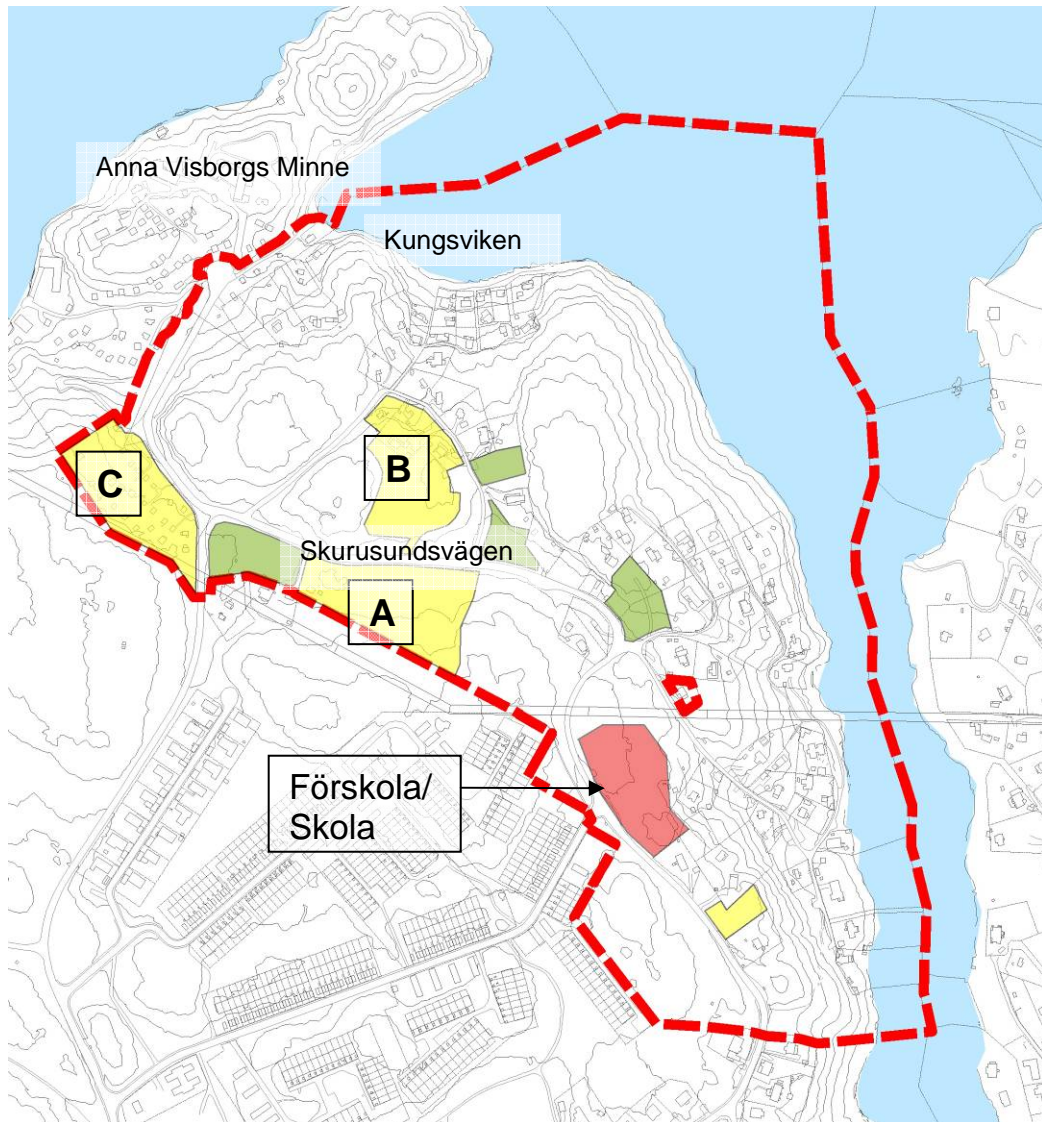 Anna Visborgs Minne
Kungsviken
B
C
Skurusundsvägen
A
Förskola/
Skola